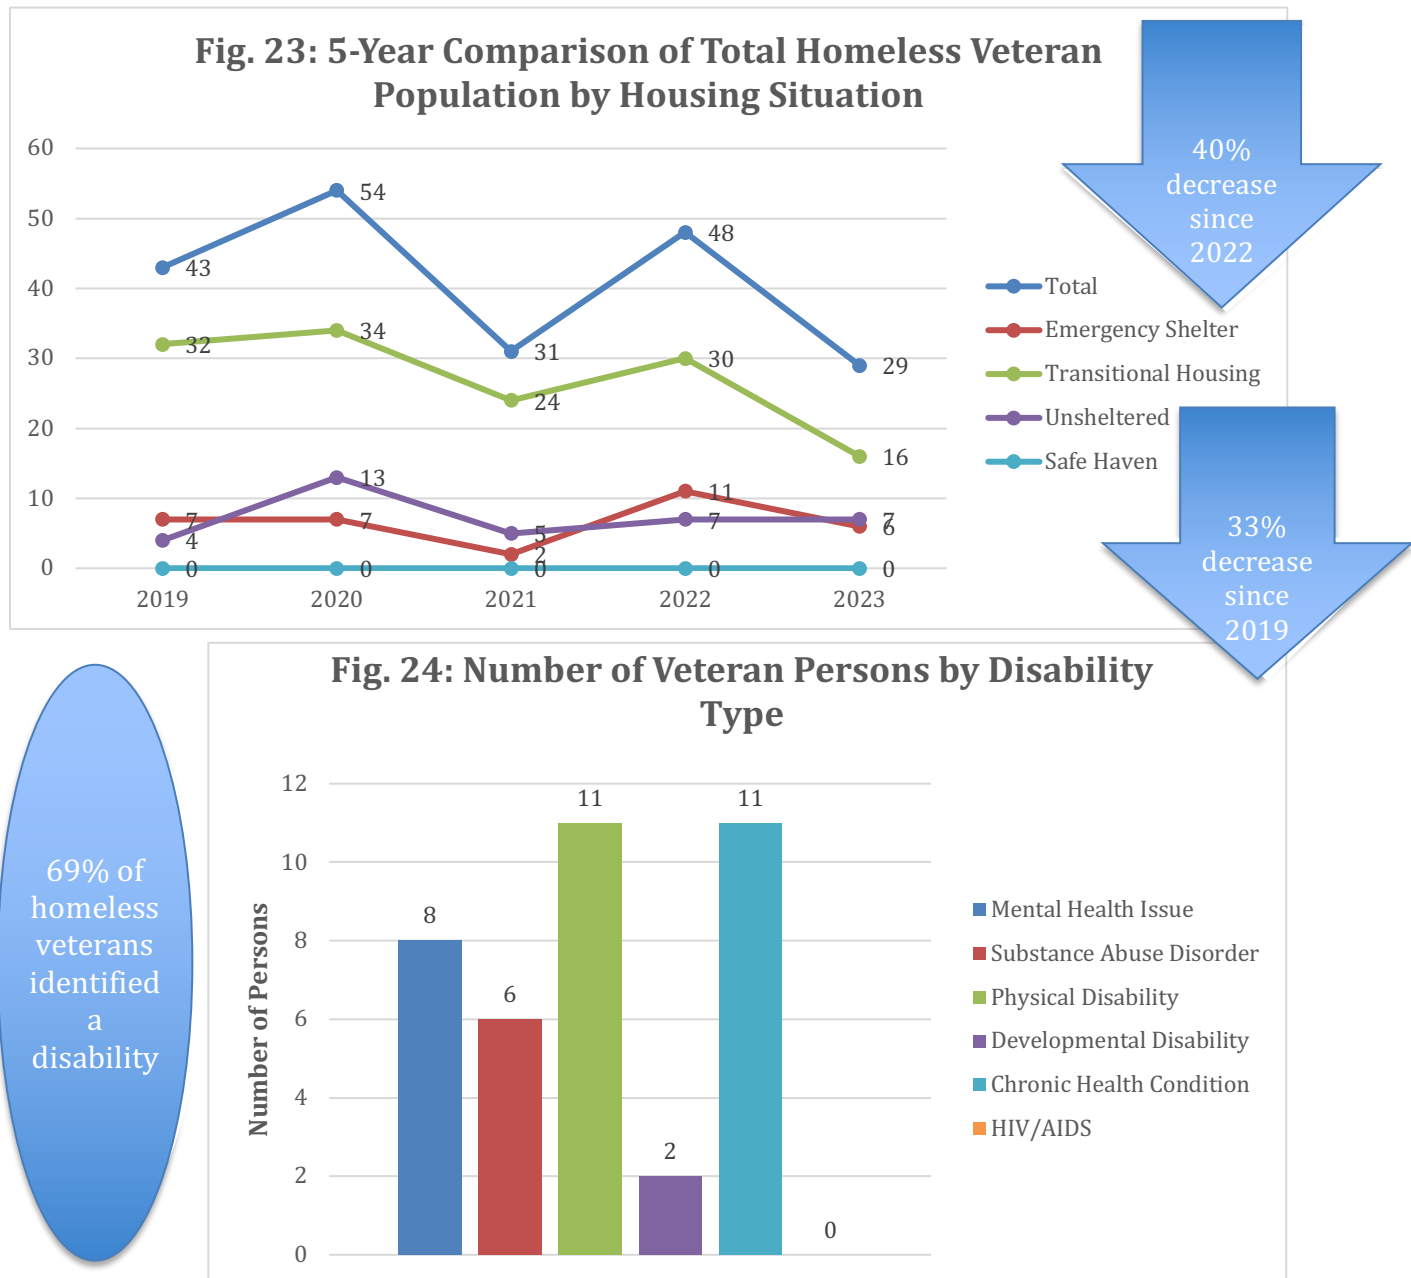 Fig. 23: 5-Year Comparison of Total Homeless Veteran
Population by Housing Situation
60
50
40
30
20
10
0
43
54
31
48
29
32
34
24
30
16
7
7
2
11
6
4
13
5
7
7
0
0
0
0
0
2019
2020
2021
2022
2023
Total
Emergency Shelter
Transitional Housing
Unsheltered
Safe Haven
40%
decrease
since
2022
33%
decrease
since
2019
69% of
homeless
veterans
identified
a
disability
Fig. 24: Number of Veteran Persons by Disability
Type
Number of Persons
12
10
8
6
4
2
0
8
6
11
2
11
0
Mental Health Issue
Substance Abuse Disorder
Physical Disability
Developmental Disability
Chronic Health Condition
HIV/AIDS